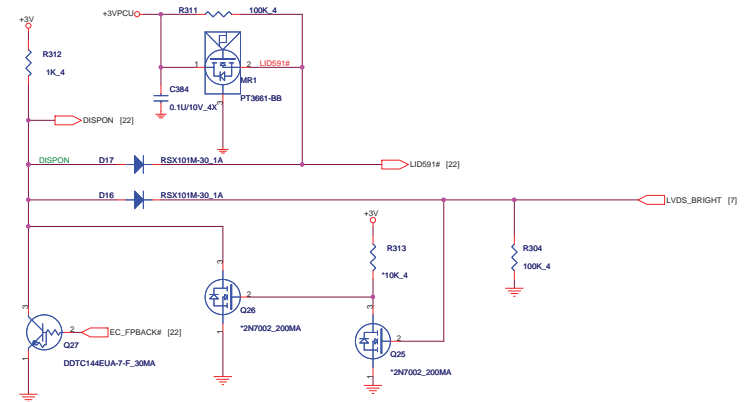 +3V
R312
1K_4
+3VPCU
R311
100K_4
1
2
LID591#
MR1
PT3661-BB
3
C384
0.1U/10V_4X
DISPON [22]
DISPON
D17
RSX101M-30_1A
LID591# [22]
D16
RSX101M-30_1A
LVDS_BRIGHT [7]
+3V
R313
*10K_4
R304
100K_4
3
2
1
Q26
*2N7002_200MA
3
2
1
Q25
*2N7002_200MA
3
2
1
EC_FPBACK# [22]
Q27
DDTC144EUA-7-F_30MA